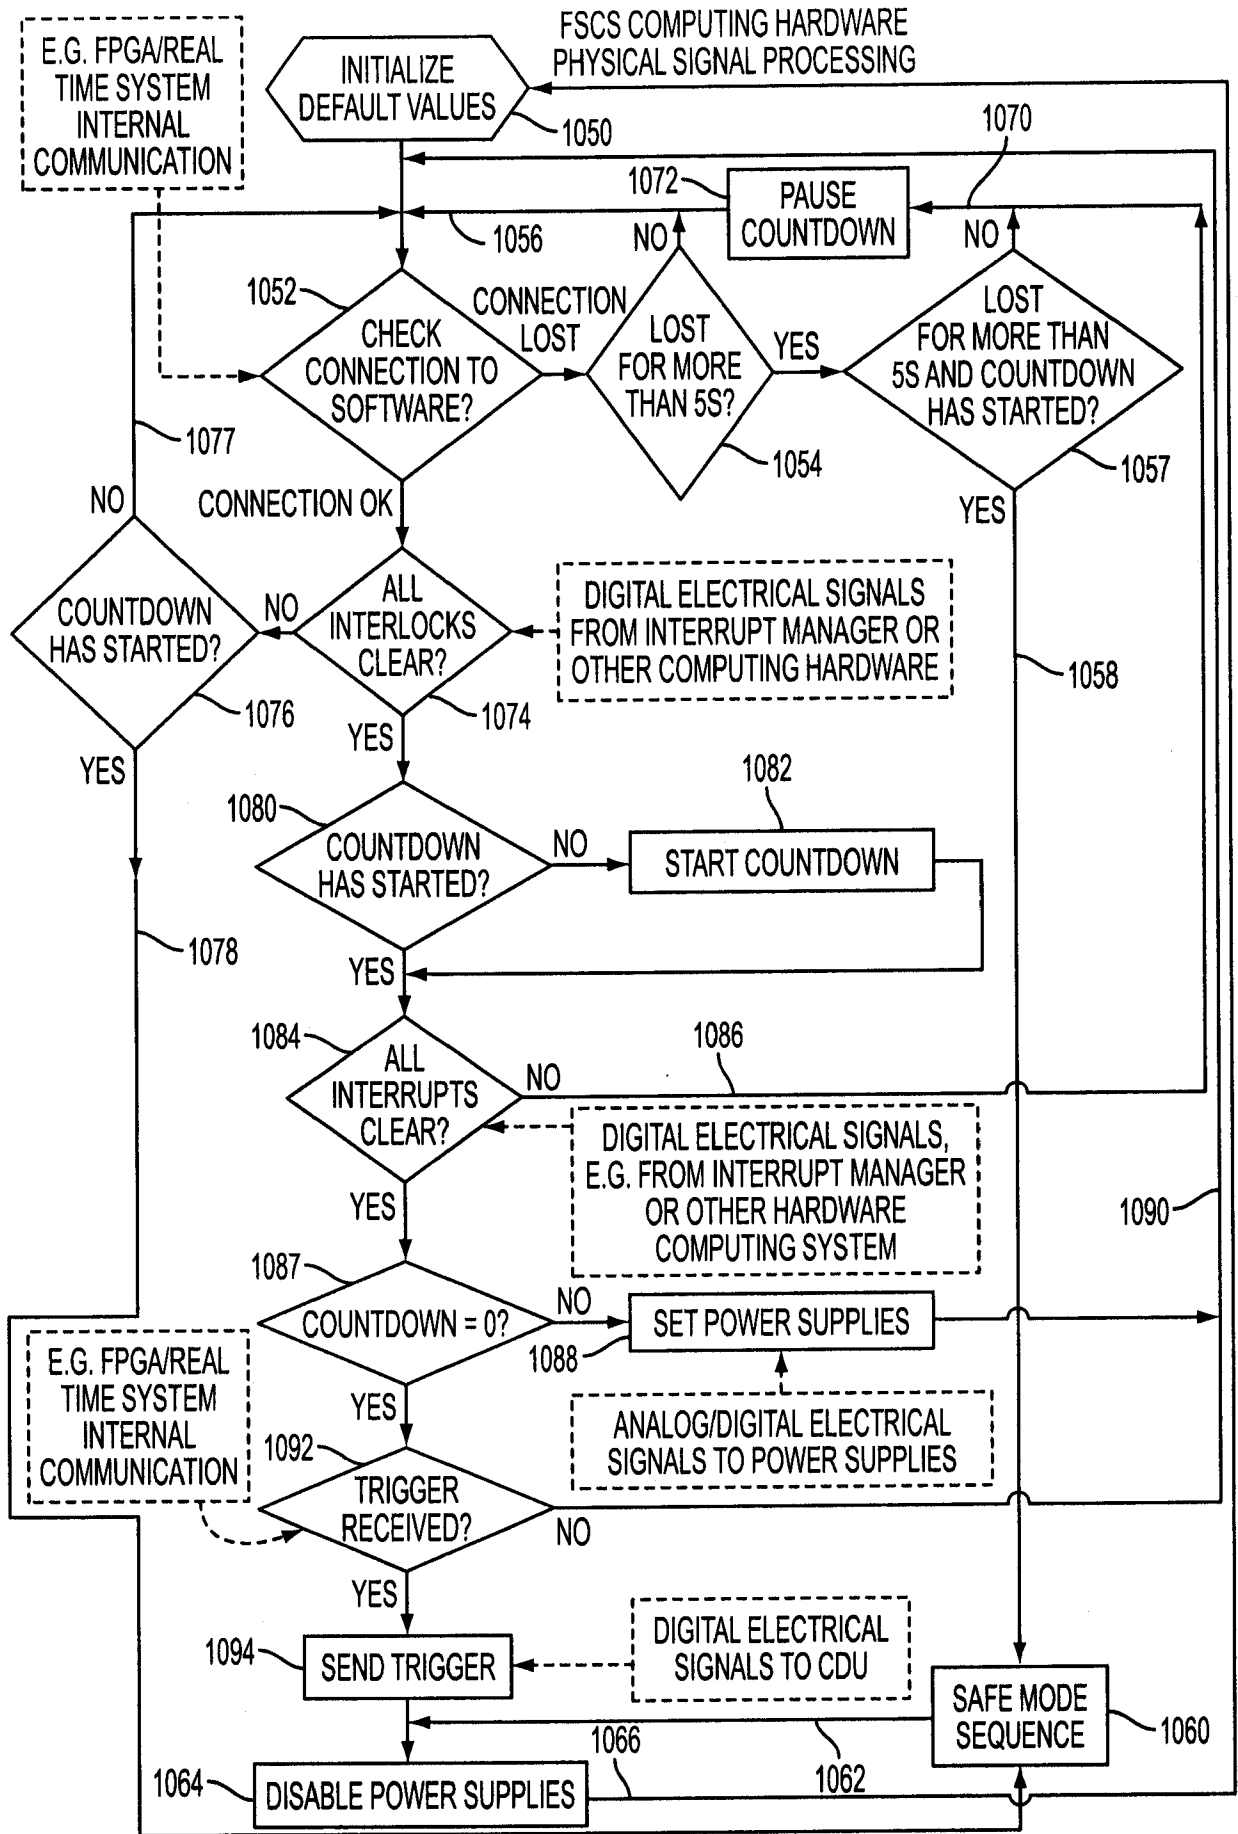 FSCS COMPUTING HARDWARE
PHYSICAL SIGNAL PROCESSING
E.G. FPGA/REAL
TIME SYSTEM
INTERNAL
COMMUNICATION
INITIALIZE
DEFAULT VALUES
1050
1070
1072
PAUSE
COUNTDOWN
1056
NO
NO
1052
CHECK
CONNECTION TO
SOFTWARE?
CONNECTION
LOST
LOST
FOR MORE
THAN 5S?
YES
1054
LOST
FOR MORE THAN
5S AND COUNTDOWN
HAS STARTED?
1057
YES
1077
NO
CONNECTION OK
COUNTDOWN
HAS STARTED?
NO
1076
YES
ALL
INTERLOCKS
CLEAR?
1074
YES
DIGITAL ELECTRICAL SIGNALS
FROM INTERRUPT MANAGER OR
OTHER COMPUTING HARDWARE
1058
1080
COUNTDOWN
HAS STARTED?
NO
1082
START COUNTDOWN
1078
YES
1084
ALL
INTERRUPTS
CLEAR?
NO
1086
DIGITAL ELECTRICAL SIGNALS,
E.G. FROM INTERRUPT MANAGER
OR OTHER HARDWARE
COMPUTING SYSTEM
YES
1090
1087
COUNTDOWN = 0?
NO
SET POWER SUPPLIES
1088
E.G. FPGA/REAL
TIME SYSTEM
INTERNAL
COMMUNICATION
YES
ANALOG/DIGITAL ELECTRICAL
SIGNALS TO POWER SUPPLIES
1092
TRIGGER
RECEIVED?
NO
YES
DIGITAL ELECTRICAL
SIGNALS TO CDU
1094
SEND TRIGGER
SAFE MODE
SEQUENCE
1060
1066
1062
1064
DISABLE POWER SUPPLIES